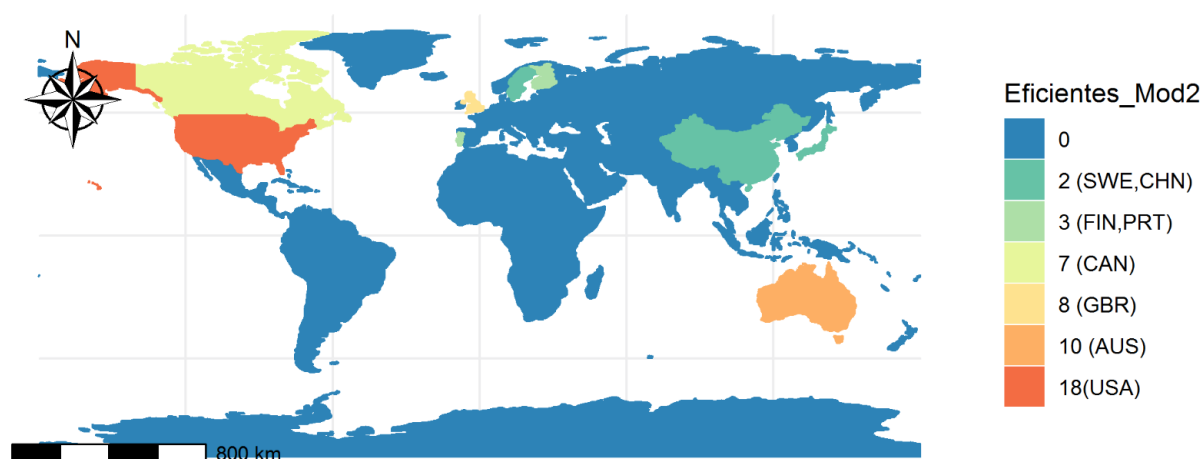 N
Eficientes_Mod2
0
2 (SWE,CHN)
3 (FIN,PRT)
7 (CAN)
8 (GBR)
10 (AUS)
18(USA)
800 km